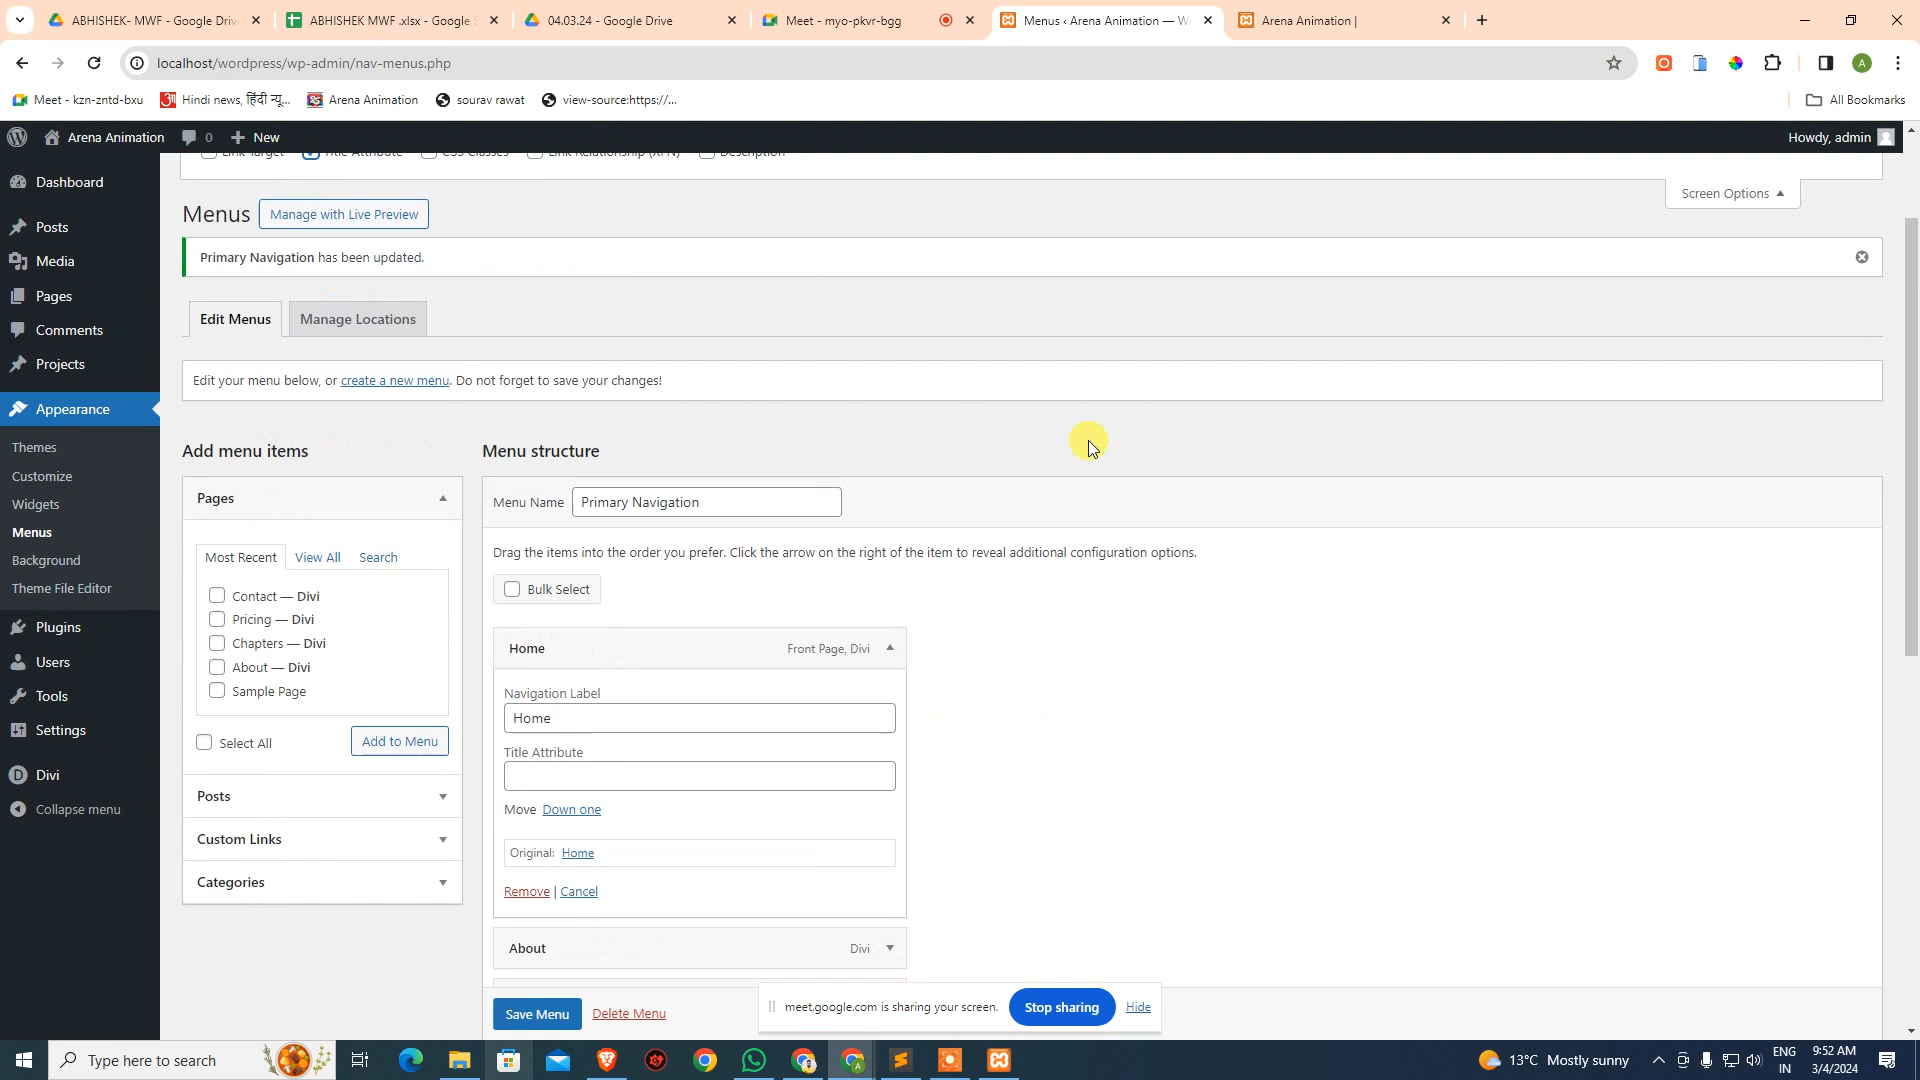 ABHISHEK- MWF - Google Driv
ABHISHEK MWF .xlsx - Google S
04.03.24 - Google Drive
Meet - myo-pkvr-bgg
Menus ‹ Arena Animation — W
Arena Animation |
localhost/wordpress/wp-admin/nav-menus.php
A
Meet - kzn-zntd-bxu
Hindi news, हिंदी न्यू...
Arena Animation
sourav rawat
view-source:https://...
All Bookmarks
Arena Animation
0
New
Howdy, admin
Link Target
Title Attribute
CSS Classes
Link Relationship (XFN)
Description
Screen Options
Menus
Manage with Live Preview
Primary Navigation has been updated.
Edit Menus
Manage Locations
Edit your menu below, or create a new menu. Do not forget to save your changes!
Dashboard
Posts
Media
Pages
Comments
Projects
Appearance
Themes
Customize
Widgets
Menus
Background
Theme File Editor
Plugins
Users
Tools
Settings
Divi
Collapse menu
Add menu items
Pages
Most Recent
View All
Search
Contact — Divi
Pricing — Divi
Chapters — Divi
About — Divi
Sample Page
Select All
Add to Menu
Posts
Custom Links
Categories
Menu structure
Menu Name
Primary Navigation
Drag the items into the order you prefer. Click the arrow on the right of the item to reveal additional configuration options.
Bulk Select
Home
Front Page, Divi
Navigation Label
Home
Title Attribute
Move Down one
Original: Home
Remove | Cancel
About
Divi
Save Menu
Delete Menu
meet.google.com is sharing your screen.
Stop sharing
Hide
Type here to search
13°C Mostly sunny
ENG
IN
9:52 AM
3/4/2024